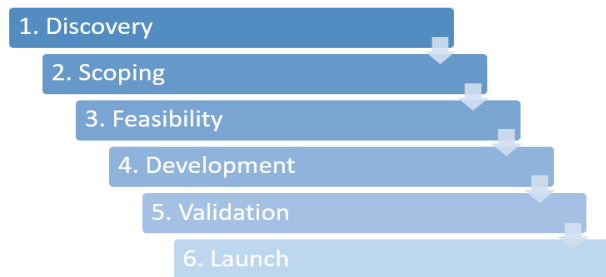 1. Discovery
2. Scoping
3. Feasibility
4. Development
5. Validation
6. Launch